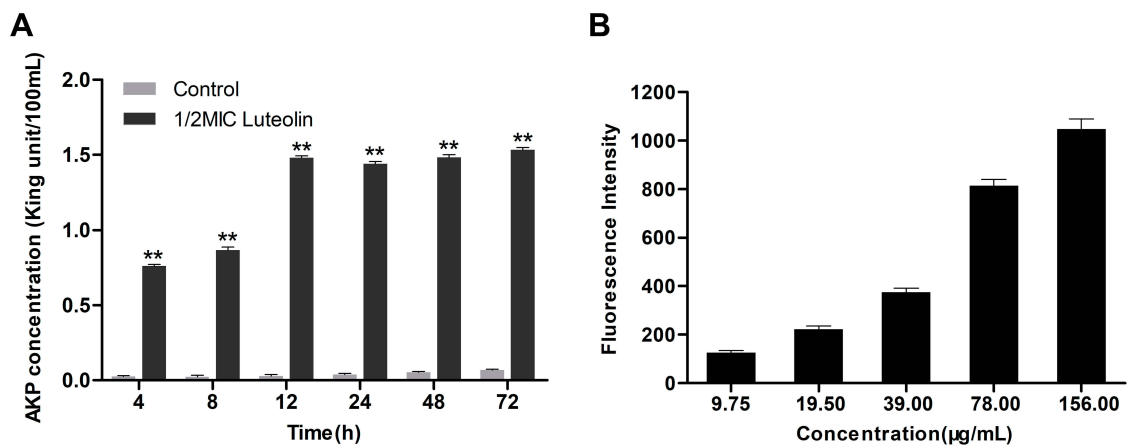 A
AKP concentration (King unit/100mL)
2.0
1.5
1.0
0.5
0.0
Control
1/2MIC Luteolin
** ** ** ** ** **
4 8 12 24 48 72
Time(h)
B
Fluorescence Intensity
1200
1000
800
600
400
200
0
9.75 19.50 39.00 78.00 156.00
Concentration(µg/mL)